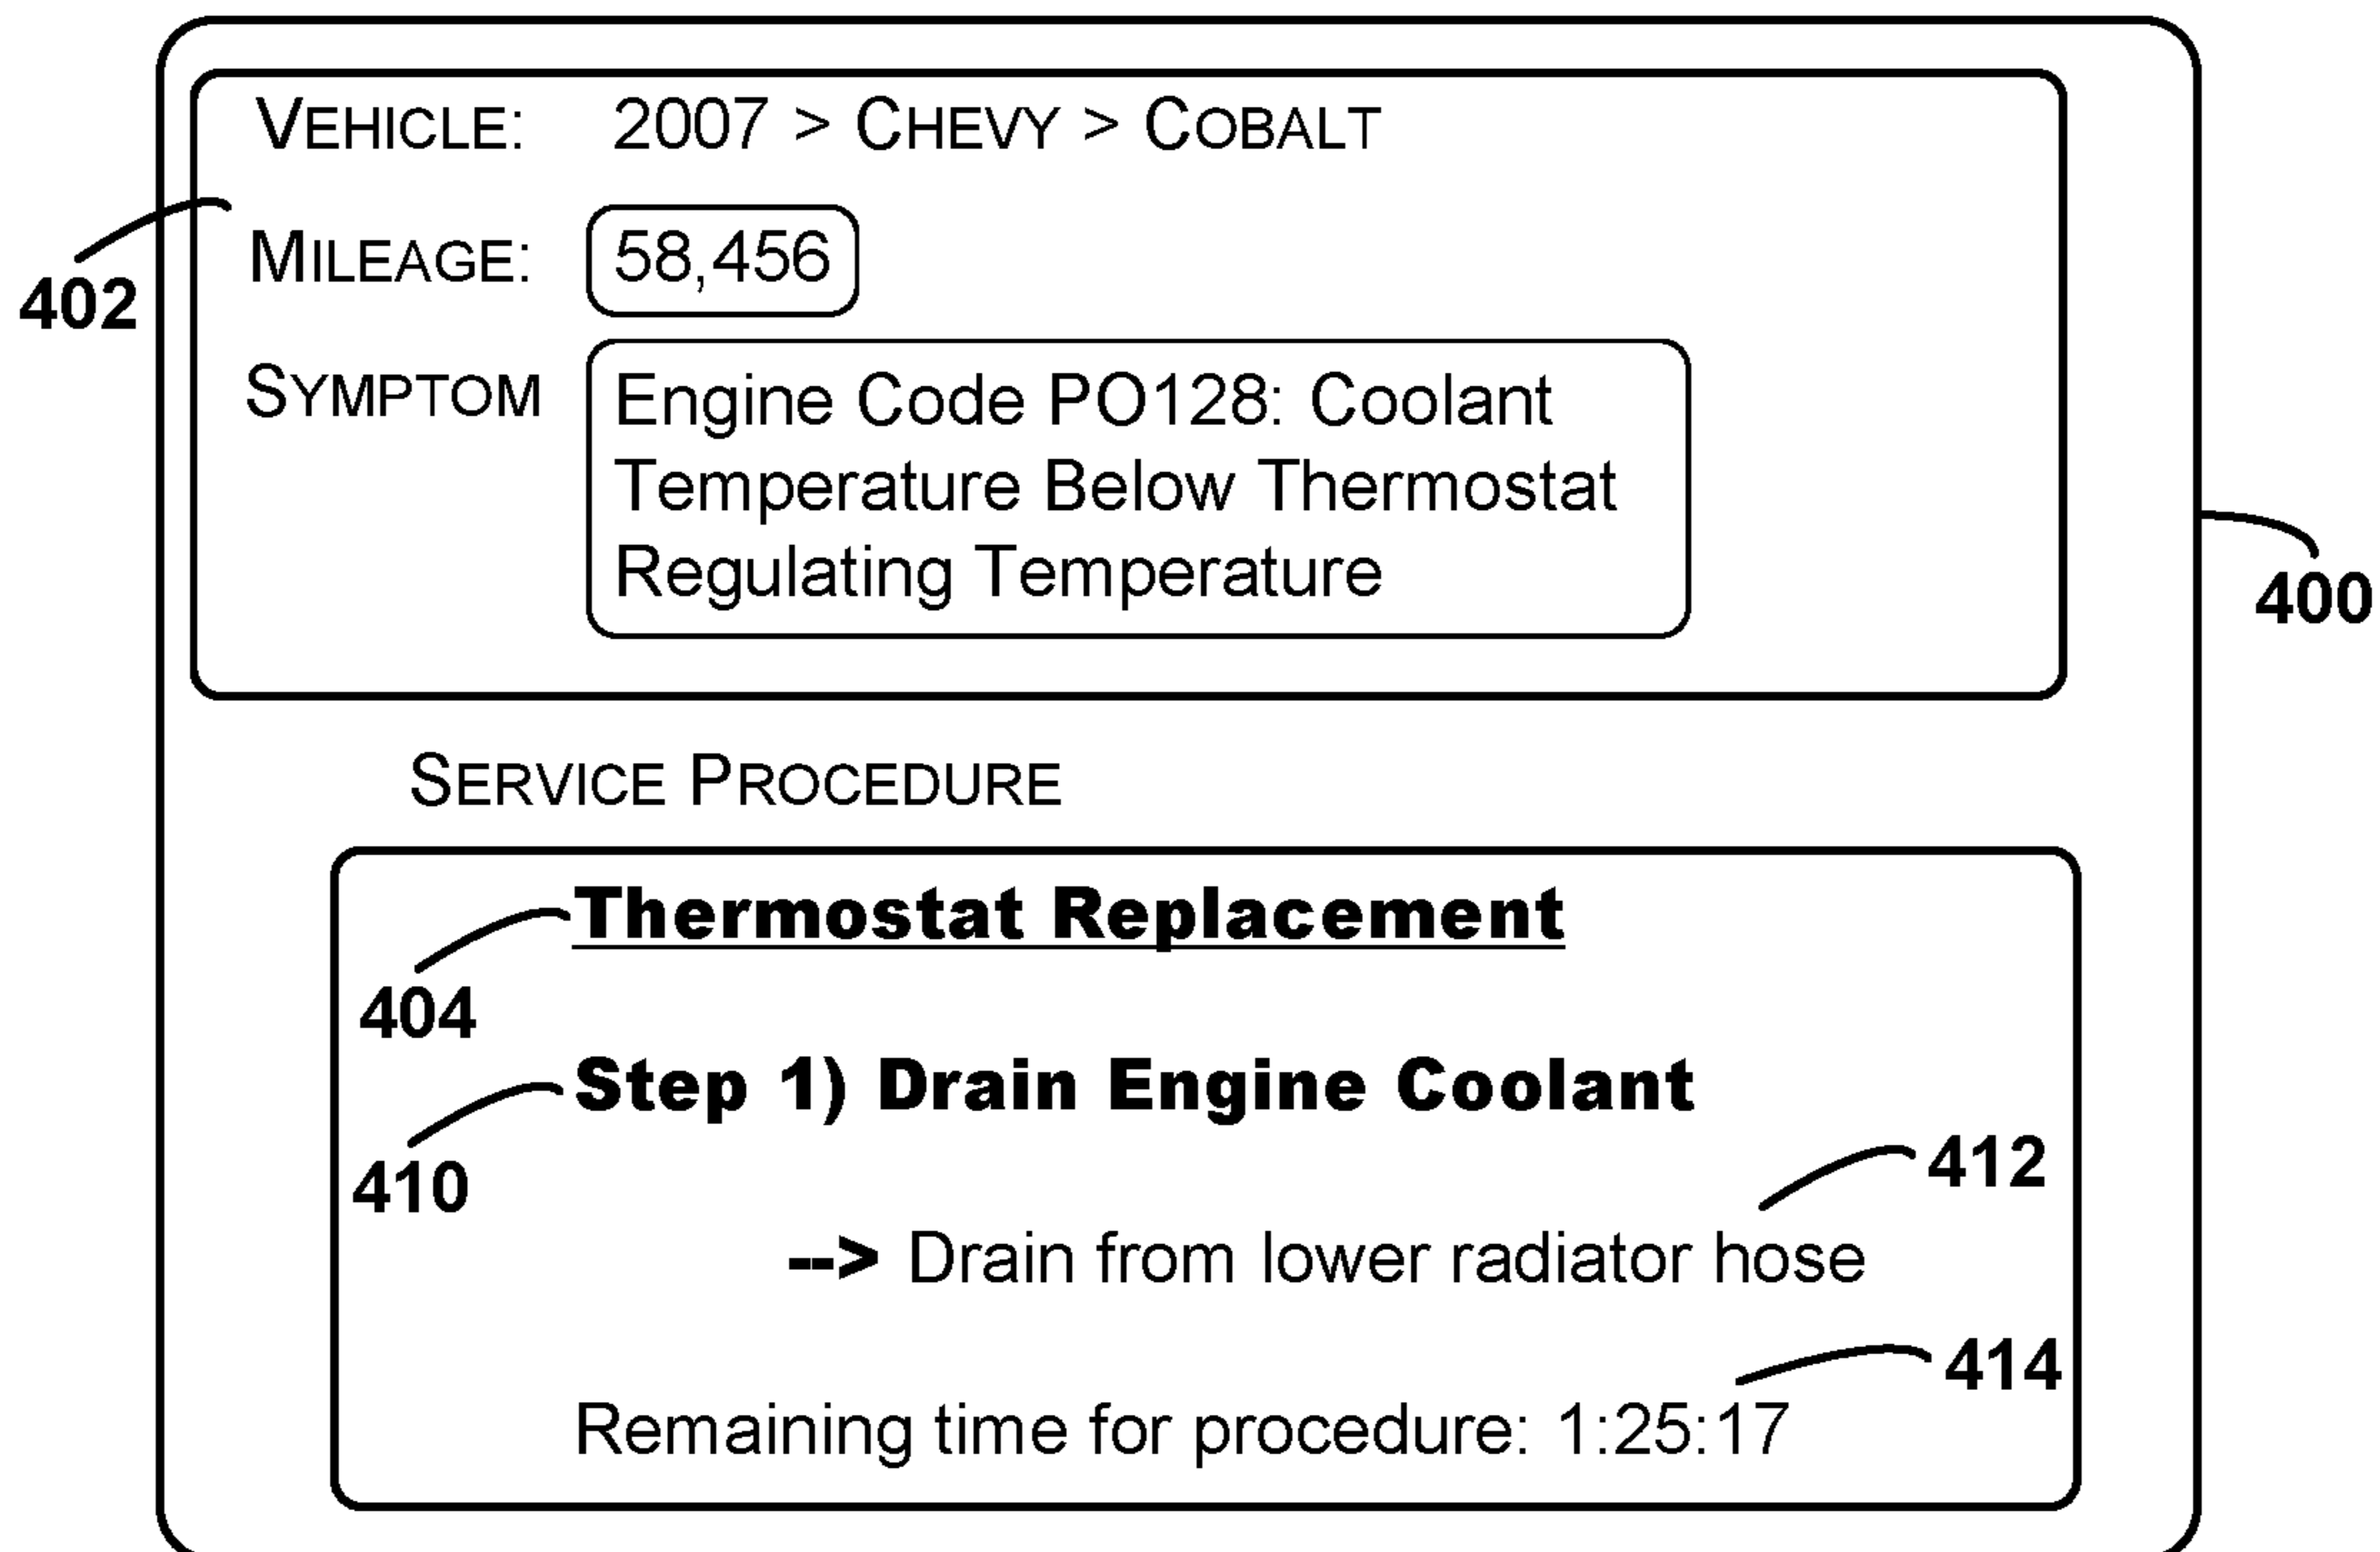 VEHICLE: 2007 > CHEVY > COBALT
MILEAGE: 58,456
402
SYMPTOM Engine Code PO128: Coolant
Temperature Below Thermostat
Regulating Temperature
400
SERVICE PROCEDURE
Thermostat Replacement
404
Step 1) Drain Engine Coolant
410
412
--> Drain from lower radiator hose
414
Remaining time for procedure: 1:25:17